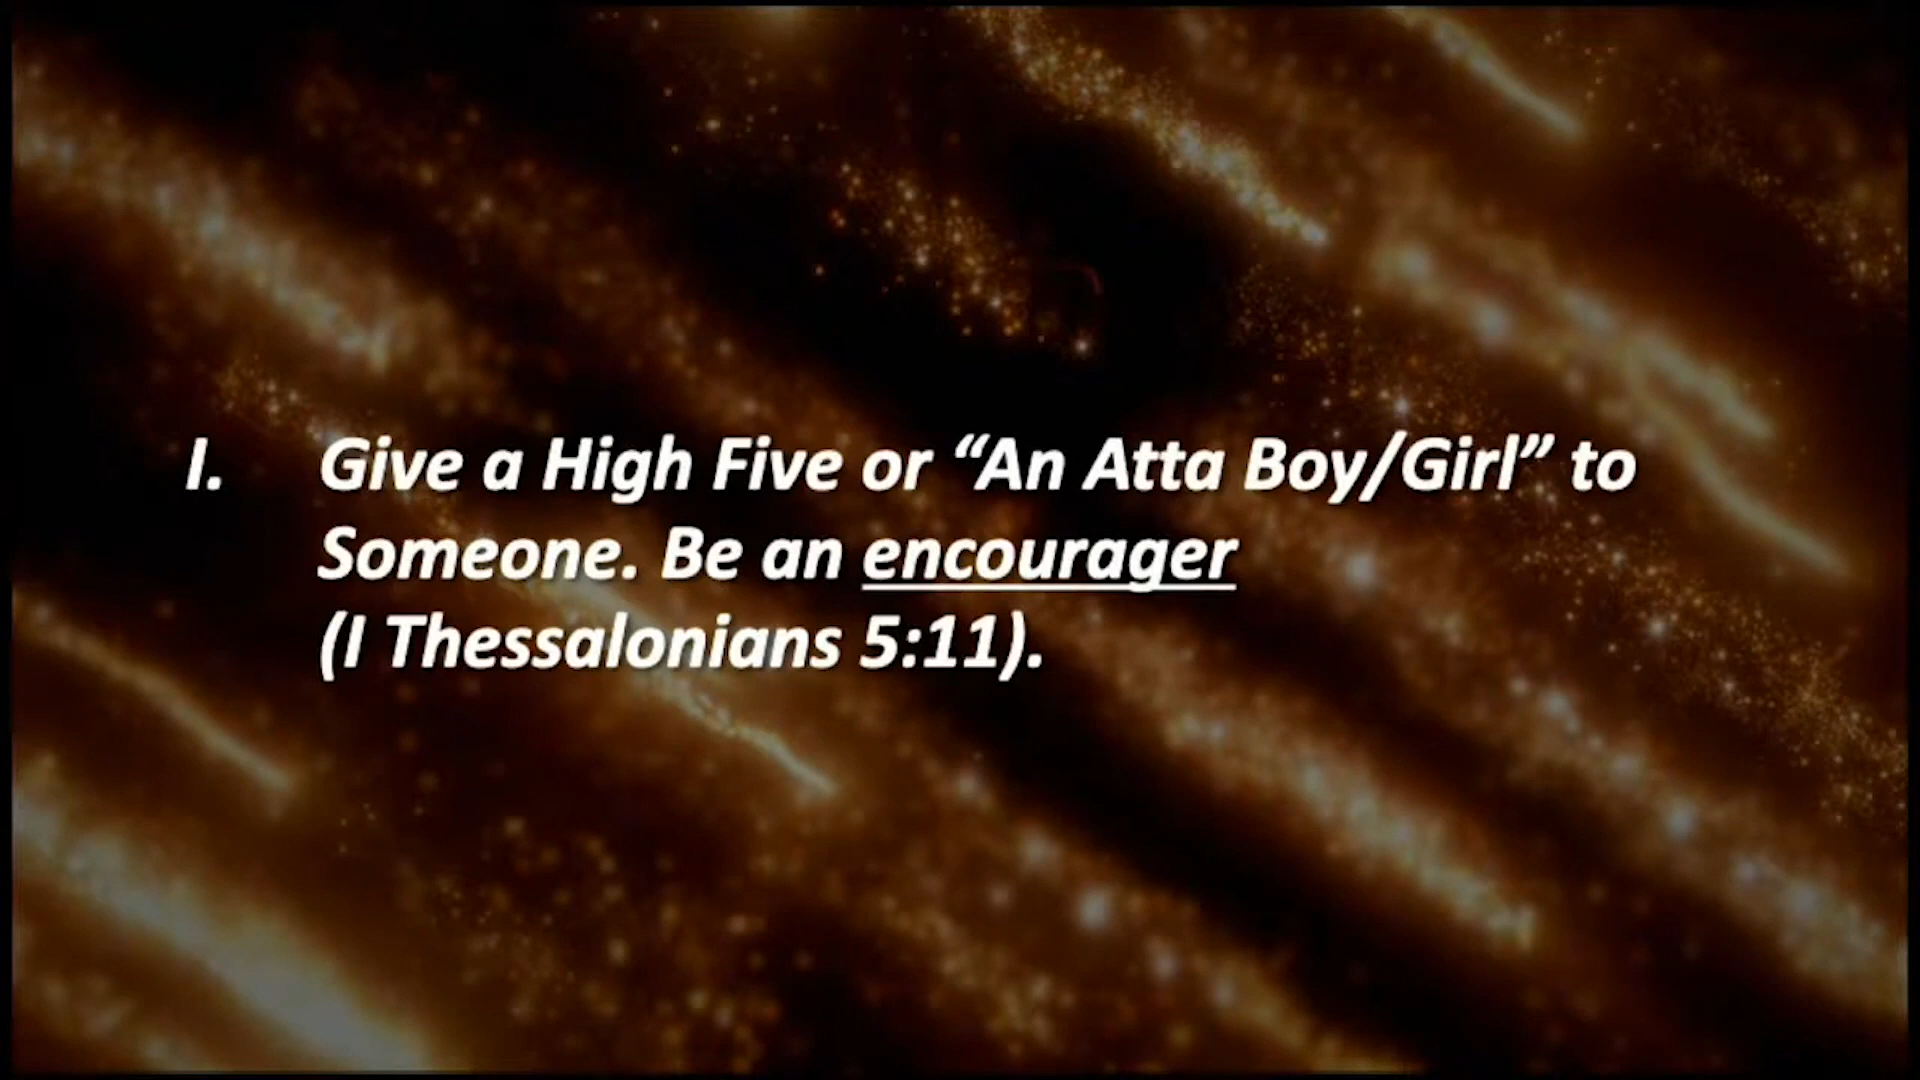 I. Give a High Five or “An Atta Boy/Girl” to
Someone. Be an encourager
(I Thessalonians 5:11).